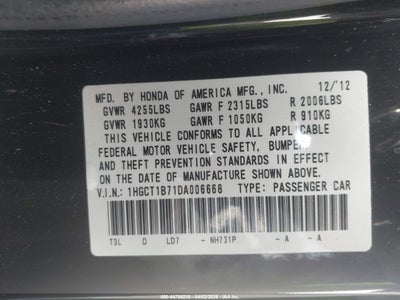 MFD. BY HONDA OF AMERICA MFG., INC. 12/'12
GVWR 4255LBS GAWR F 2315LBS R 2006LBS
GVWR 1930KG GAWR F 1050KG R 910KG
THIS VEHICLE CONFORMS TO ALL APPLICABLE
FEDERAL MOTOR VEHICLE SAFETY, BUMPER,
AND THEFT PREVENTION STANDARDS IN EFFECT
ON THE DATE OF MANUFACTURE SHOWN ABOVE.
V.I.N.: 1HGCT1B71DA006668 TYPE: PASSENGER CAR
T3L D LD7 - NH731P - A - A